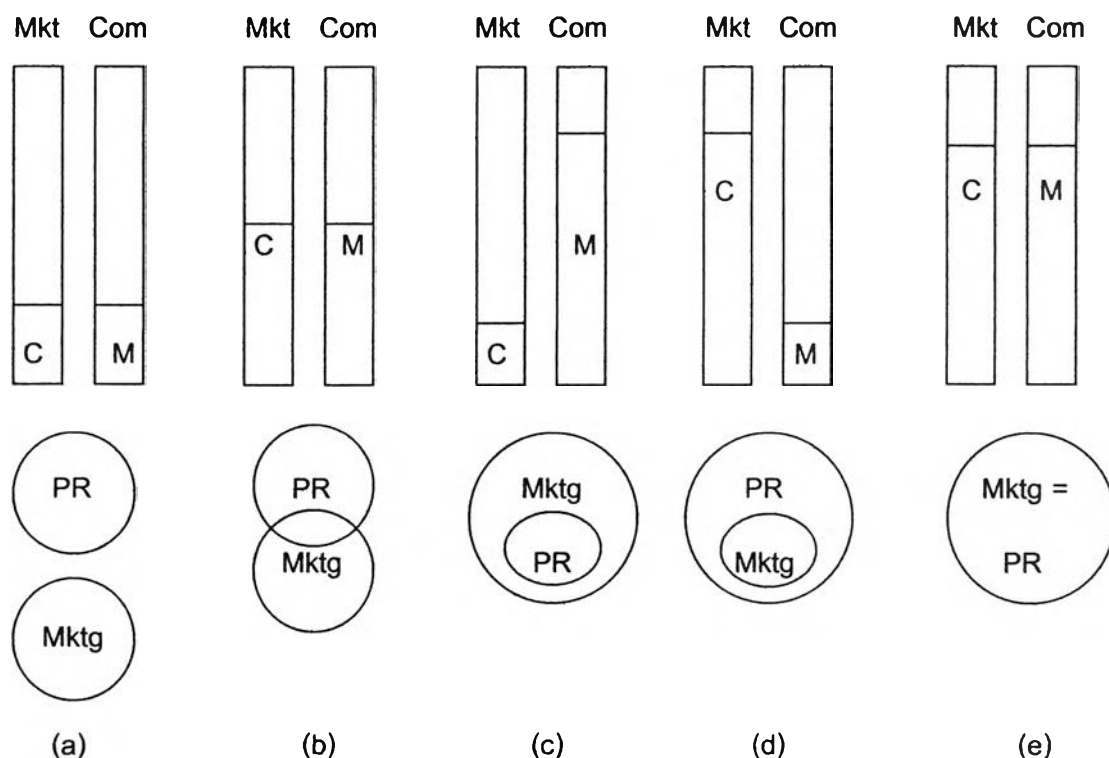 Mkt Com Mkt Com Mkt Com Mkt Com Mkt Com
C M
C M
C M
C M
C M
PR
Mktg
PR
Mktg
Mktg
PR
PR
Mktg
Mktg =
PR
(a) (b) (c) (d) (e)